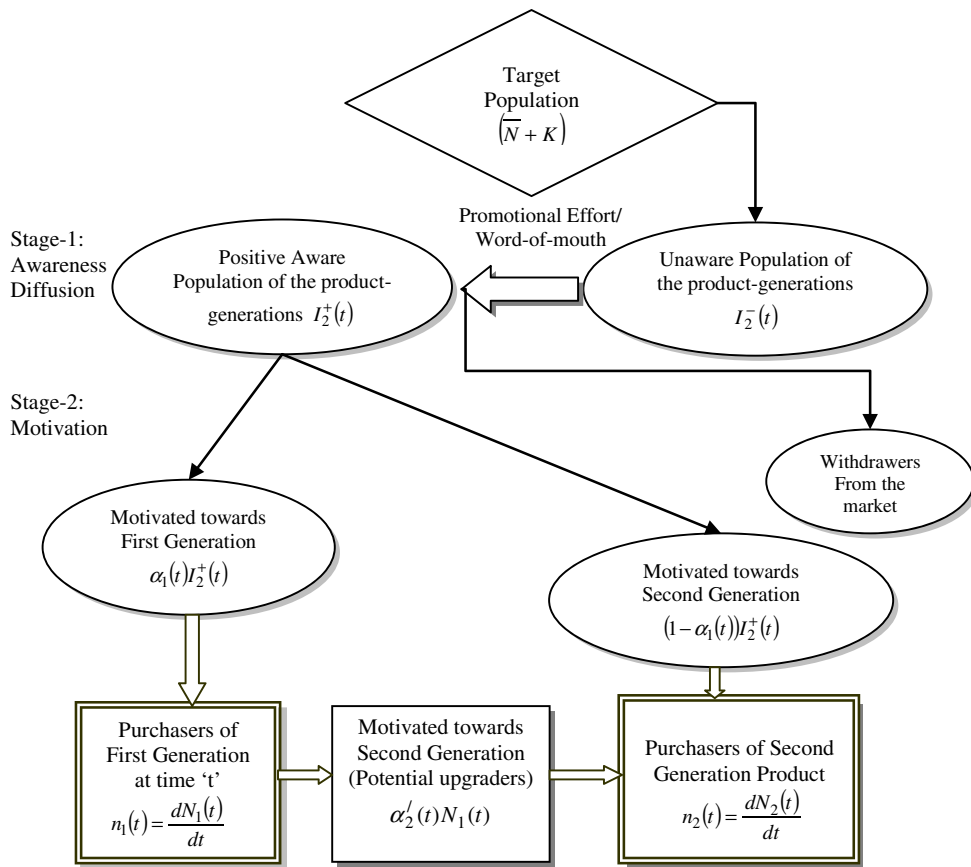 Target
Population
(N̅ + K)
Promotional Effort/
Word-of-mouth
Stage-1:
Awareness
Diffusion
Positive Aware
Population of the product-
generations I₂⁺(t)
Unaware Population of
the product-generations
I₂⁻(t)
Stage-2:
Motivation
Withdrawers
From the
market
Motivated towards
First Generation
α₁(t)I₂⁺(t)
Motivated towards
Second Generation
(1−α₁(t))I₂⁺(t)
Purchasers of
First Generation
at time ‘t’
n₁(t) = dN₁(t)/dt
Motivated towards
Second Generation
(Potential upgraders)
α₂′(t)N₁(t)
Purchasers of Second
Generation Product
n₂(t) = dN₂(t)/dt